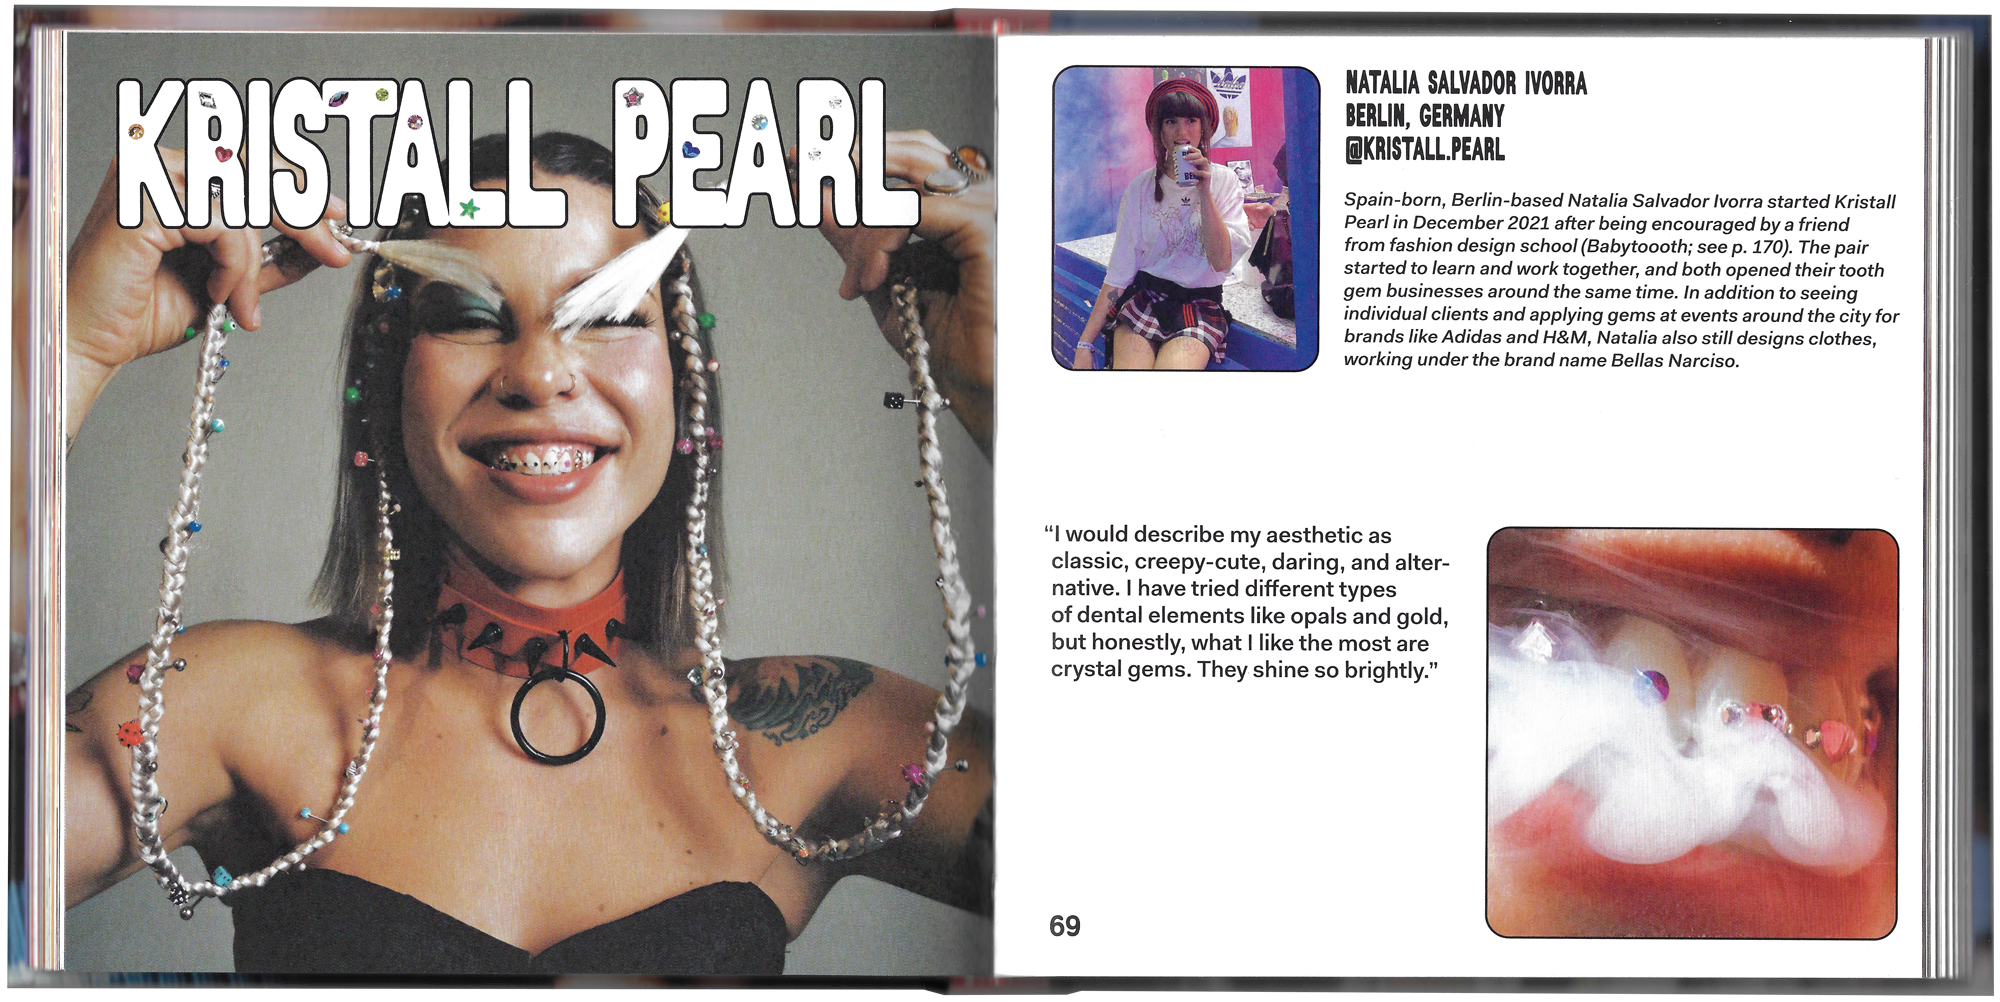 KRISTALL PEARL
NATALIA SALVADOR IVORRA
BERLIN, GERMANY
@KRISTALL.PEARL
Spain-born, Berlin-based Natalia Salvador Ivorra started Kristall
Pearl in December 2021 after being encouraged by a friend
from fashion design school (Babytoooth; see p. 170). The pair
started to learn and work together, and both opened their tooth
gem businesses around the same time. In addition to seeing
individual clients and applying gems at events around the city for
brands like Adidas and H&M, Natalia also still designs clothes,
working under the brand name Bellas Narciso.
“I would describe my aesthetic as
classic, creepy-cute, daring, and alter-
native. I have tried different types
of dental elements like opals and gold,
but honestly, what I like the most are
crystal gems. They shine so brightly.”
69